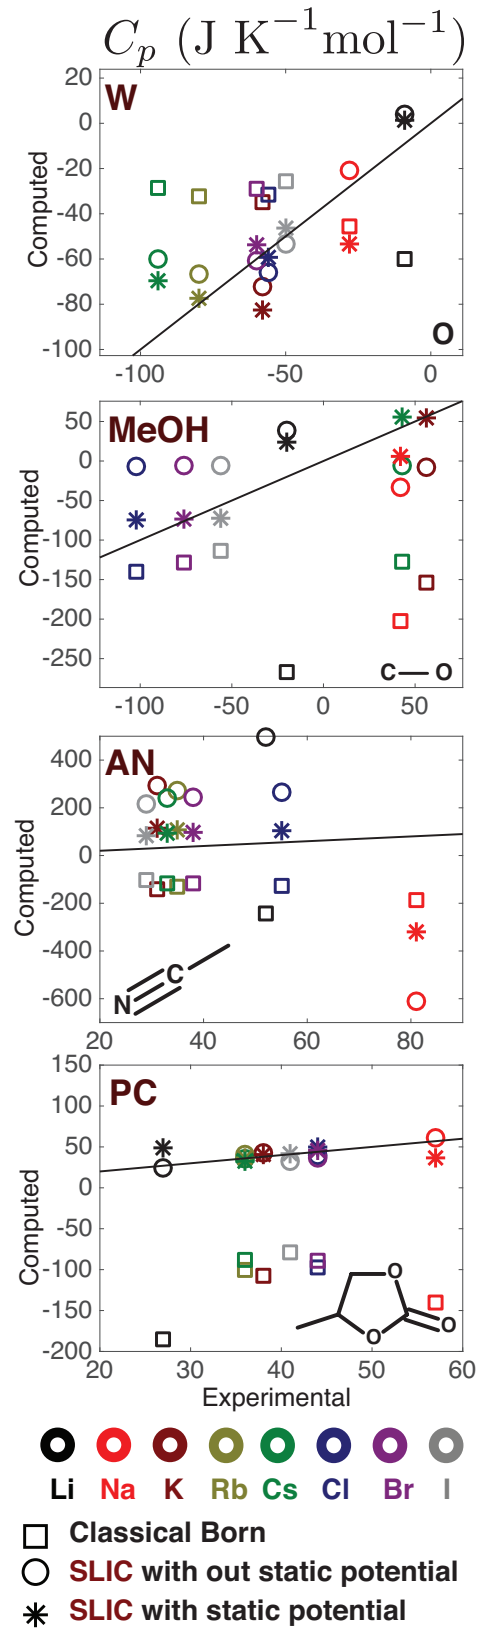 C_p (J K^−1 mol^−1)
W
20
0
-20
-40
-60
-80
-100
Computed
O
-100 -50 0
MeOH
50
0
-50
-100
-150
-200
-250
Computed
C O
-100 -50 0 50
AN
400
200
0
-200
-400
-600
Computed
N C
20 40 60 80
PC
150
100
50
0
-50
-100
-150
-200
Computed
O
O
O
20 30 40 50 60
Experimental
Li Na K Rb Cs Cl Br I
Classical Born
SLIC with out static potential
SLIC with static potential